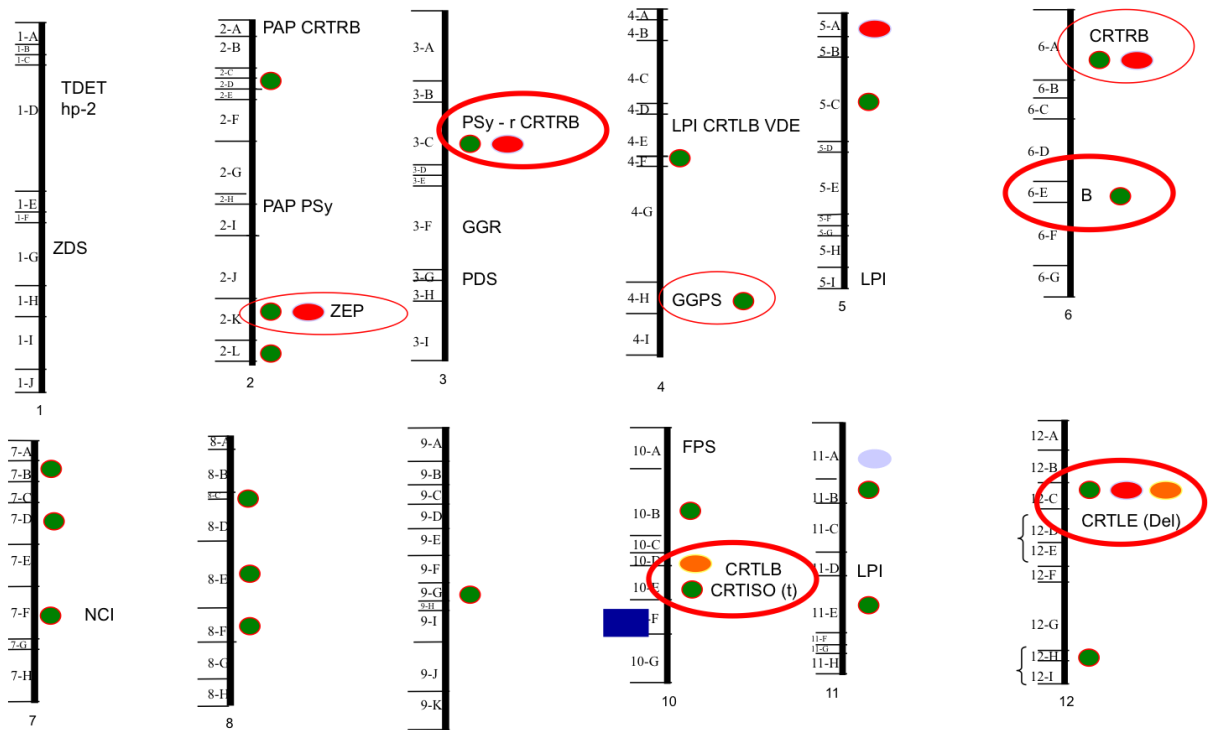 1-A
1-B
1-C
1-D
TDET
hp-2
1-E
1-F
1-G
ZDS
1-H
1-I
1-J
1
2-A
PAP CRTRB
2-B
2-C
2-D
2-E
2-F
2-G
2-H
PAP PSy
2-I
2-J
2-K
ZEP
2-L
2
3-A
3-B
PSy - r CRTRB
3-C
3-D
3-E
3-F
GGR
3-G
PDS
3-H
3-I
3
4-A
4-B
4-C
4-D
4-E
LPI CRTLB VDE
4-F
4-G
4-H
GGPS
4-I
4
5-A
5-B
5-C
5-D
5-E
5-F
5-G
5-H
5-I
LPI
5
CRTRB
6-A
6-B
6-C
6-D
6-E
B
6-F
6-G
6
7-A
7-B
7-C
7-D
7-E
7-F
NCI
7-G
7-H
7
8-A
8-B
8-C
8-D
8-E
8-F
8-G
8-H
8
9-A
9-B
9-C
9-D
9-E
9-F
9-G
9-H
9-I
9-J
9-K
10-A
FPS
10-B
10-C
10-D
CRTLB
10-E
CRTISO (t)
-F
10-G
10
11-A
11-B
11-C
11-D
LPI
11-E
11-F
11-G
11-H
11
12-A
12-B
12-C
CRTLE (Del)
12-D
12-E
12-F
12-G
12-H
12-I
12